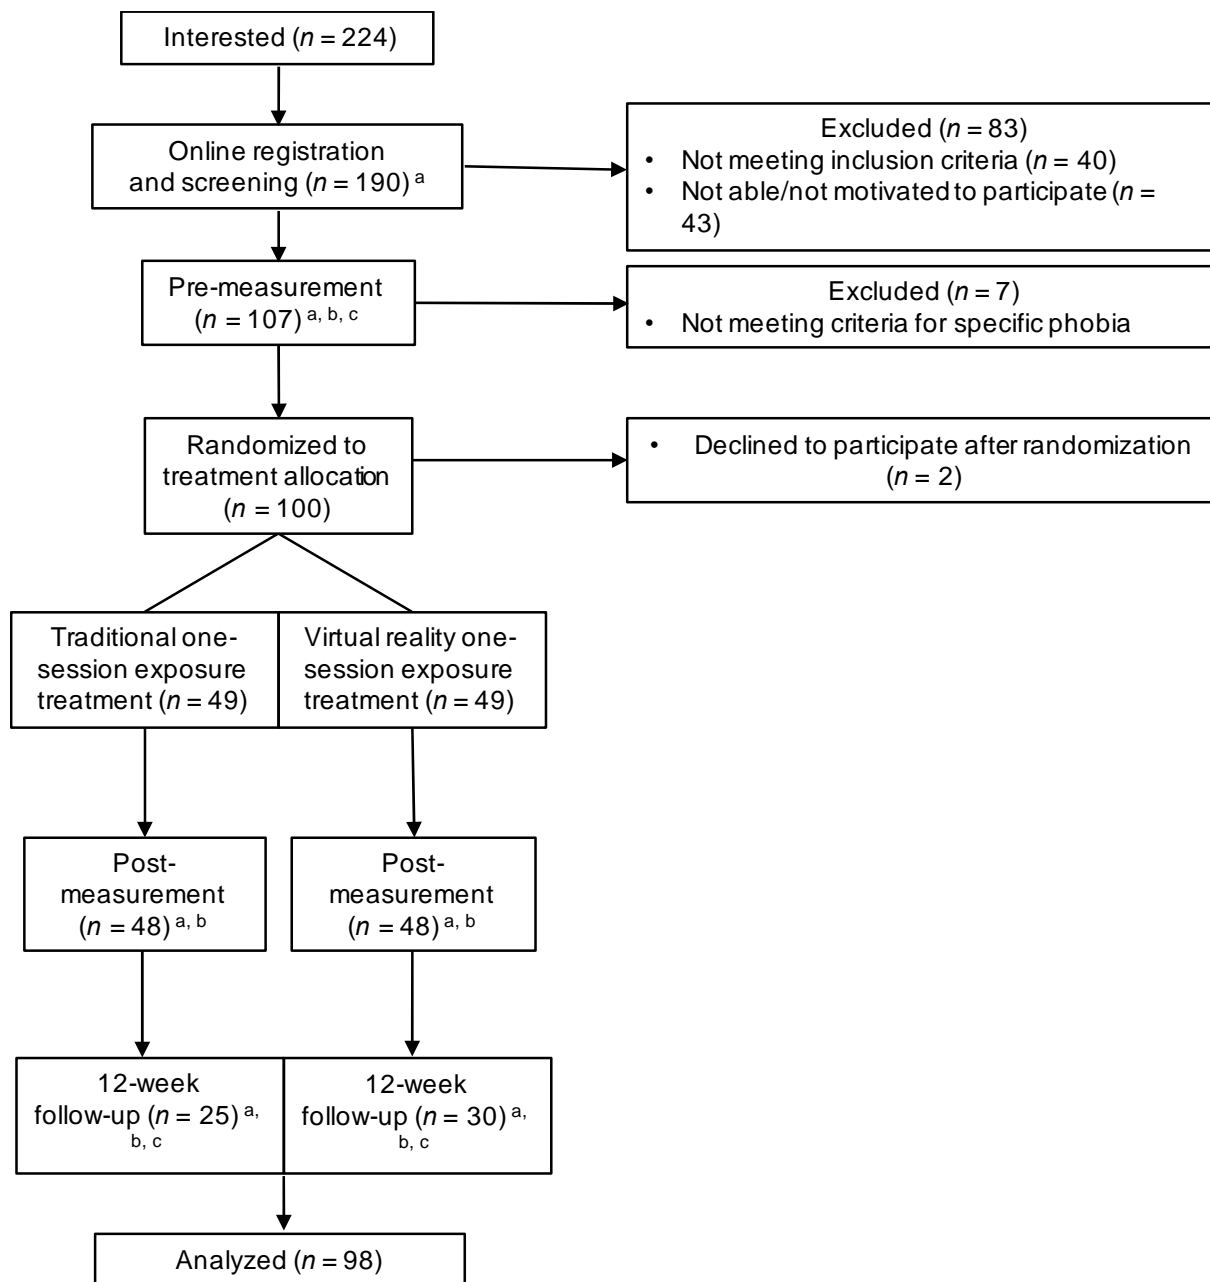 Interested (n = 224)
Online registration
and screening (n = 190) a
Excluded (n = 83)
• Not meeting inclusion criteria (n = 40)
• Not able/not motivated to participate (n =
43)
Pre-measurement
(n = 107) a, b, c
Excluded (n = 7)
• Not meeting criteria for specific phobia
Randomized to
treatment allocation
(n = 100)
• Declined to participate after randomization
(n = 2)
Traditional one-
session exposure
treatment (n = 49)
Virtual reality one-
session exposure
treatment (n = 49)
Post-
measurement
(n = 48) a, b
Post-
measurement
(n = 48) a, b
12-week
follow-up (n = 25) a,
b, c
12-week
follow-up (n = 30) a,
b, c
Analyzed (n = 98)